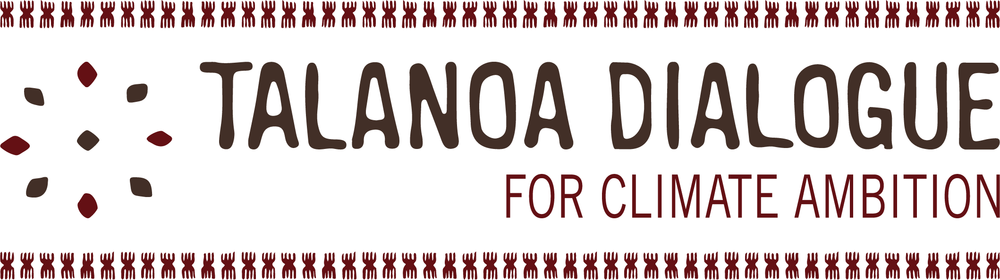 TALANOA DIALOGUE
FOR CLIMATE AMBITION